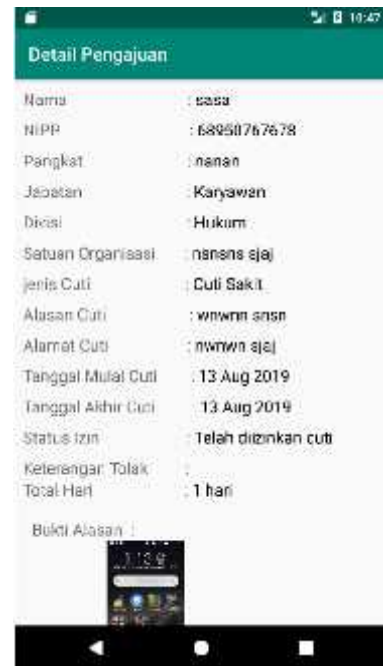 10:47
Detail Pengajuan
Nama : sasa
NIPP : 68950767678
Pangkat : nanan
Jabatan : Karyawan
Divisi : Hukum
Satuan Organisasi : nsnsns ajaj
jenis Cuti : Cuti Sakit
Alasan Cuti : wnwnn snsn
Alamat Cuti : nwnwn ajaj
Tanggal Mulai Cuti : 13 Aug 2019
Tanggal Akhir Cuti : 13 Aug 2019
Status Izin : Telah diizinkan cuti
Keterangan Tolak :
Total Hari : 1 hari
Bukti Alasan :